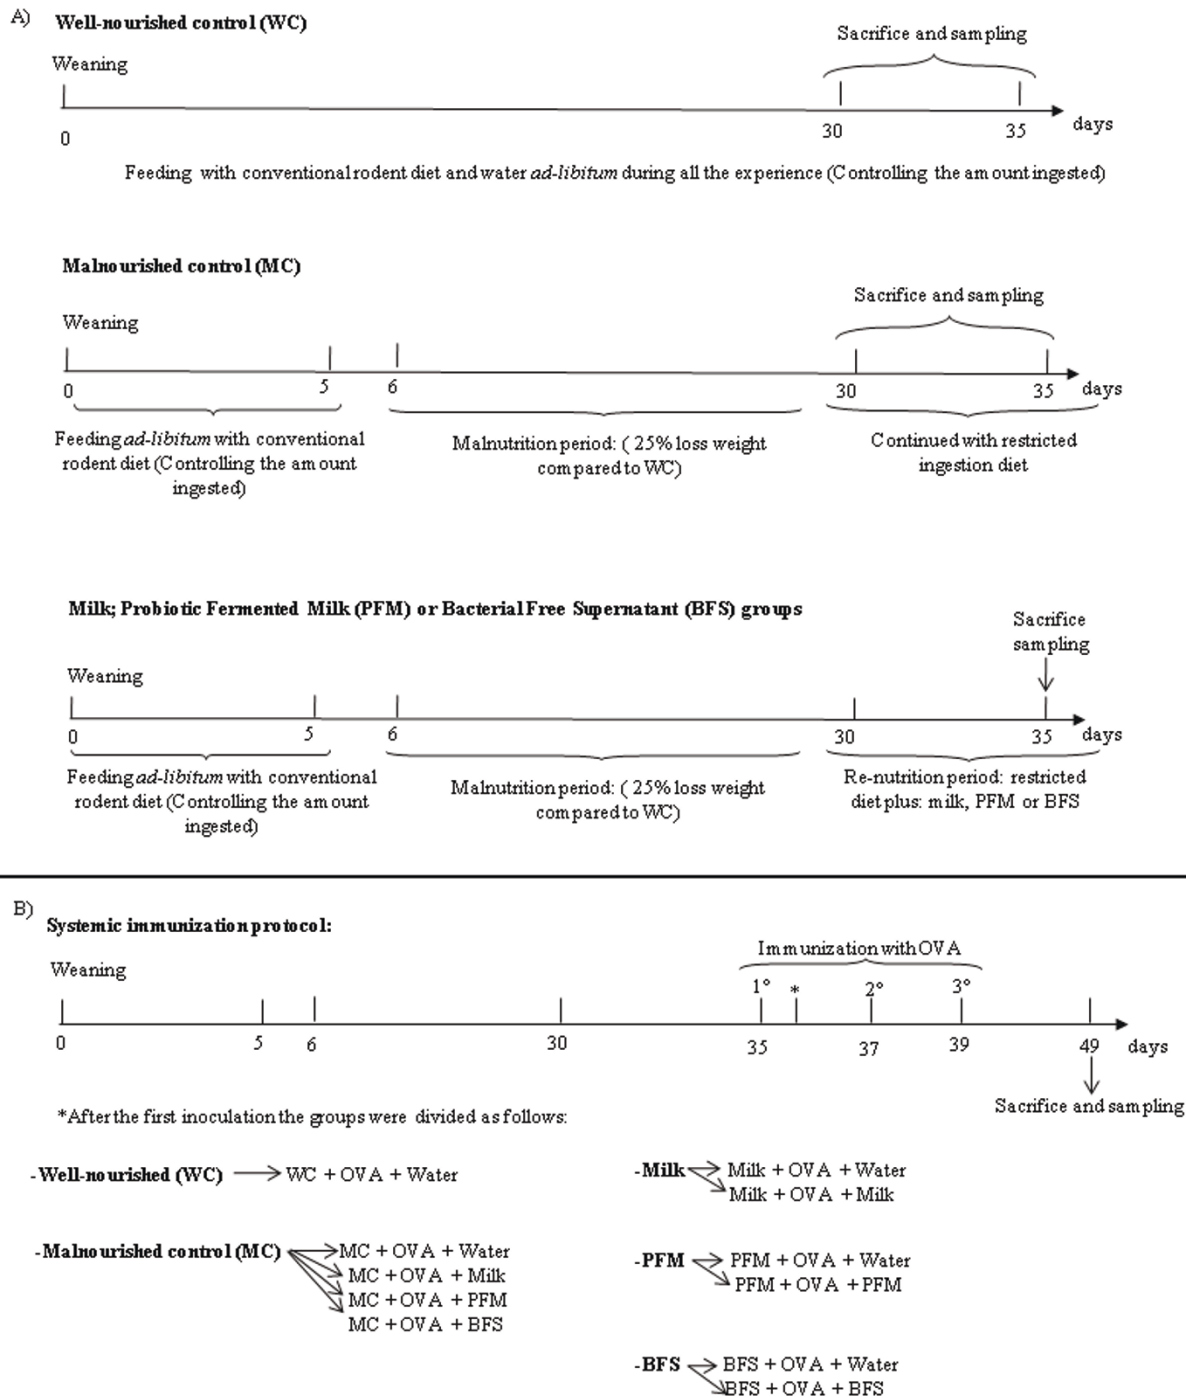 A)
Well-nourished control (WC)
Sacrifice and sampling
Weaning
0
30
35
days
Feeding with conventional rodent diet and water ad-libitum during all the experience (Controlling the amount ingested)
Malnourished control (MC)
Sacrifice and sampling
Weaning
0
5
6
30
35
days
Feeding ad-libitum with conventional
rodent diet (Controlling the amount
ingested)
Malnutrition period: ( 25% loss weight
compared to WC)
Continued with restricted
ingestion diet
Milk; Probiotic Fermented Milk (PFM) or Bacterial Free Supernatant (BFS) groups
Sacrifice
sampling
Weaning
0
5
6
30
35
days
Feeding ad-libitum with conventional
rodent diet (Controlling the amount
ingested)
Malnutrition period: ( 25% loss weight
compared to WC)
Re-nutrition period: restricted
diet plus: milk, PFM or BFS
B)
Systemic immunization protocol:
Immunization with OVA
Weaning
1° * 2° 3°
0
5
6
30
35
37
39
49
days
Sacrifice and sampling
*After the first inoculation the groups were divided as follows:
-Well-nourished (WC) WC + OVA + Water
-Malnourished control (MC) MC + OVA + Water
MC + OVA + Milk
MC + OVA + PFM
MC + OVA + BFS
-Milk Milk + OVA + Water
Milk + OVA + Milk
-PFM PFM + OVA + Water
PFM + OVA + PFM
-BFS BFS + OVA + Water
BFS + OVA + BFS